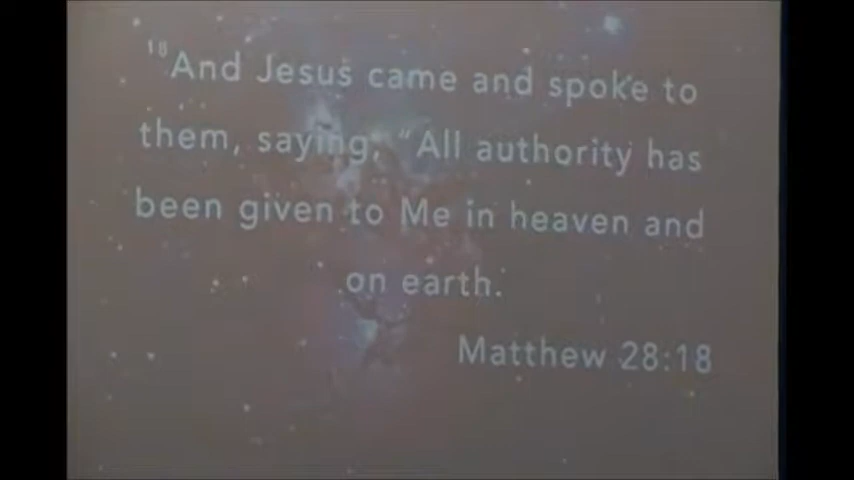 18 And Jesus came and spoke to
them, saying, “All authority has
been given to Me in heaven and
on earth.
Matthew 28:18